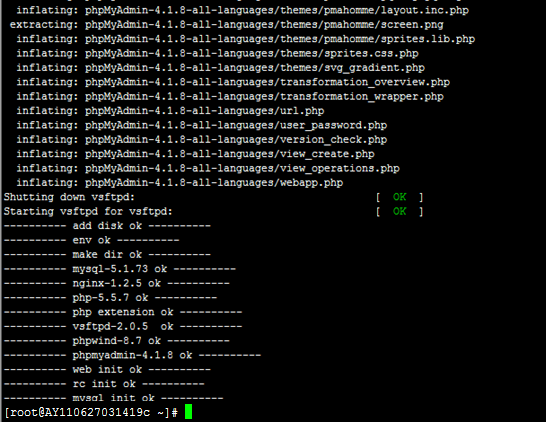 inflating: phpMyAdmin-4.1.8-all-languages/themes/pmahomme/layout.inc.php
extracting: phpMyAdmin-4.1.8-all-languages/themes/pmahomme/screen.png
inflating: phpMyAdmin-4.1.8-all-languages/themes/pmahomme/sprites.lib.php
inflating: phpMyAdmin-4.1.8-all-languages/themes/sprites.css.php
inflating: phpMyAdmin-4.1.8-all-languages/themes/svg_gradient.php
inflating: phpMyAdmin-4.1.8-all-languages/transformation_overview.php
inflating: phpMyAdmin-4.1.8-all-languages/transformation_wrapper.php
inflating: phpMyAdmin-4.1.8-all-languages/url.php
inflating: phpMyAdmin-4.1.8-all-languages/user_password.php
inflating: phpMyAdmin-4.1.8-all-languages/version_check.php
inflating: phpMyAdmin-4.1.8-all-languages/view_create.php
inflating: phpMyAdmin-4.1.8-all-languages/view_operations.php
inflating: phpMyAdmin-4.1.8-all-languages/webapp.php
Shutting down vsftpd: [ OK ]
Starting vsftpd for vsftpd: [ OK ]
---------- add disk ok ----------
---------- env ok ----------
---------- make dir ok ----------
---------- mysql-5.1.73 ok ----------
---------- nginx-1.2.5 ok ----------
---------- php-5.5.7 ok ----------
---------- php extension ok ----------
---------- vsftpd-2.0.5  ok ----------
---------- phpwind-8.7 ok ----------
---------- phpmyadmin-4.1.8 ok ----------
---------- web init ok ----------
---------- rc init ok ----------
---------- mysql init ok ----------
[root@AY110627031419c ~]#